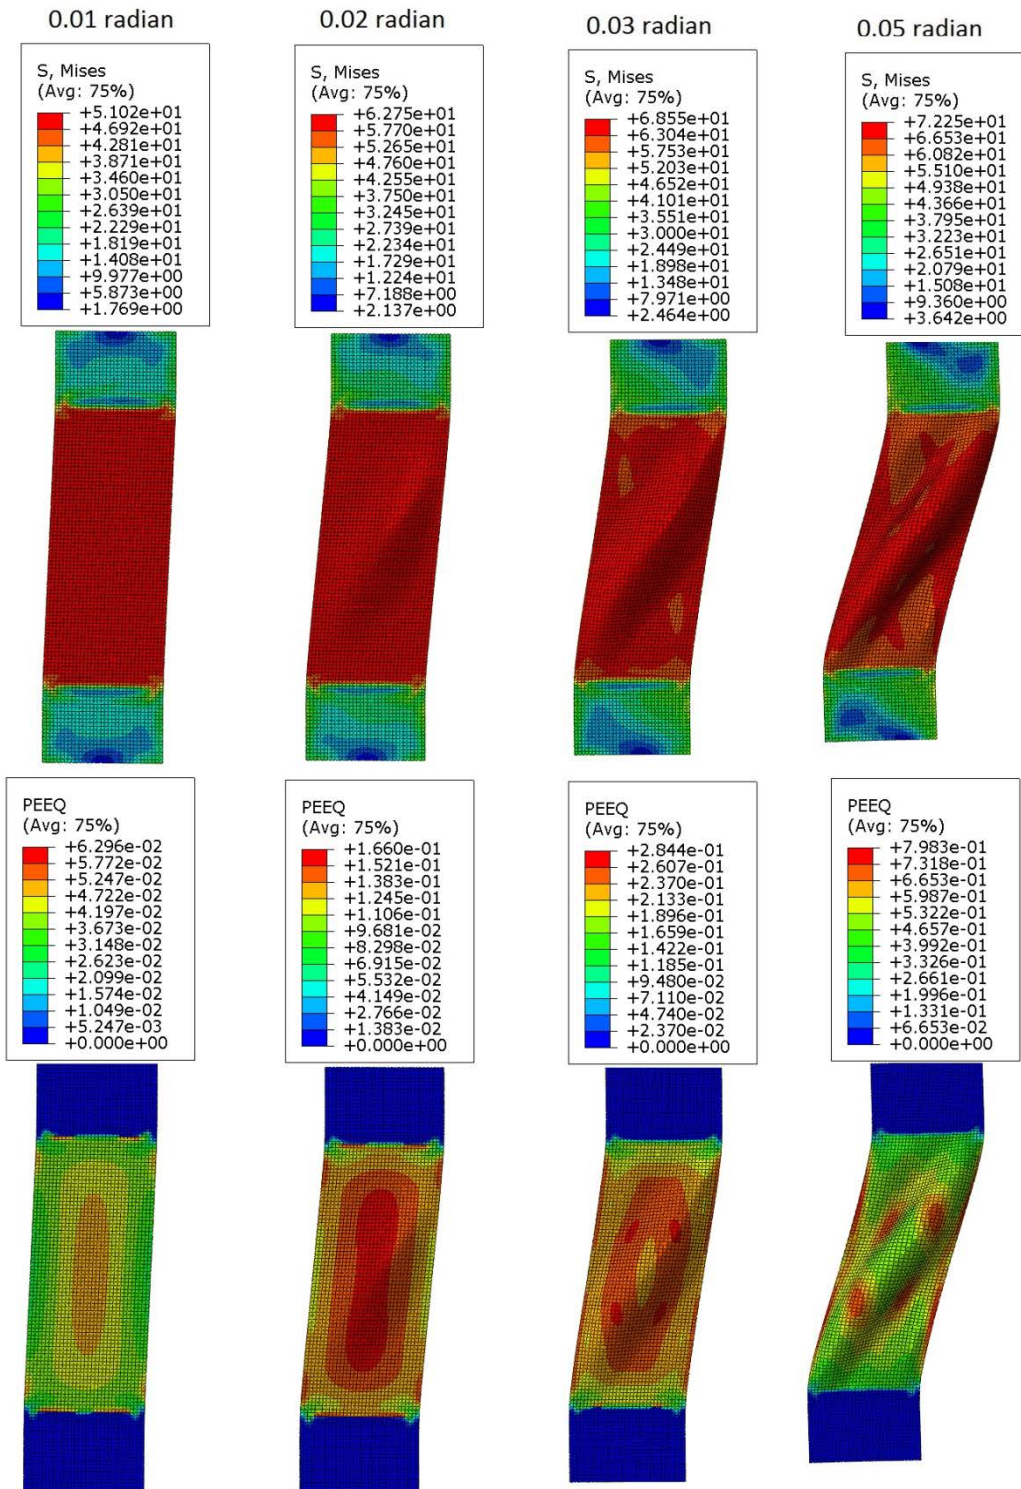 0.01 radian
0.02 radian
0.03 radian
0.05 radian
S, Mises
(Avg: 75%)
+5.102e+01
+4.692e+01
+4.281e+01
+3.871e+01
+3.460e+01
+3.050e+01
+2.639e+01
+2.229e+01
+1.819e+01
+1.408e+01
+9.977e+00
+5.873e+00
+1.769e+00
S, Mises
(Avg: 75%)
+6.275e+01
+5.770e+01
+5.265e+01
+4.760e+01
+4.255e+01
+3.750e+01
+3.245e+01
+2.739e+01
+2.234e+01
+1.729e+01
+1.224e+01
+7.188e+00
+2.137e+00
S, Mises
(Avg: 75%)
+6.855e+01
+6.304e+01
+5.753e+01
+5.203e+01
+4.652e+01
+4.101e+01
+3.551e+01
+3.000e+01
+2.449e+01
+1.898e+01
+1.348e+01
+7.971e+00
+2.464e+00
S, Mises
(Avg: 75%)
+7.225e+01
+6.653e+01
+6.082e+01
+5.510e+01
+4.938e+01
+4.366e+01
+3.795e+01
+3.223e+01
+2.651e+01
+2.079e+01
+1.508e+01
+9.360e+00
+3.642e+00
PEEQ
(Avg: 75%)
+6.296e-02
+5.772e-02
+5.247e-02
+4.722e-02
+4.197e-02
+3.673e-02
+3.148e-02
+2.623e-02
+2.099e-02
+1.574e-02
+1.049e-02
+5.247e-03
+0.000e+00
PEEQ
(Avg: 75%)
+1.660e-01
+1.521e-01
+1.383e-01
+1.245e-01
+1.106e-01
+9.681e-02
+8.298e-02
+6.915e-02
+5.532e-02
+4.149e-02
+2.766e-02
+1.383e-02
+0.000e+00
PEEQ
(Avg: 75%)
+2.844e-01
+2.607e-01
+2.370e-01
+2.133e-01
+1.896e-01
+1.659e-01
+1.422e-01
+1.185e-01
+9.480e-02
+7.110e-02
+4.740e-02
+2.370e-02
+0.000e+00
PEEQ
(Avg: 75%)
+7.983e-01
+7.318e-01
+6.653e-01
+5.987e-01
+5.322e-01
+4.657e-01
+3.992e-01
+3.326e-01
+2.661e-01
+1.996e-01
+1.331e-01
+6.653e-02
+0.000e+00